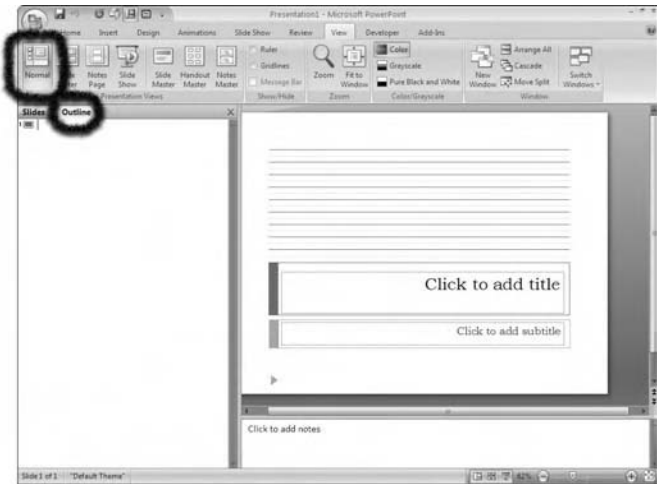 Presentation1 - Microsoft PowerPoint
Home Insert Design Animations Slide Show Review View Developer Add-Ins
Normal Notes Page Slide Show Slide Master Handout Master Notes Master
Presentation Views
Ruler
Gridlines
Message Bar
Show/Hide
Zoom Fit to Window
Zoom
Color
Grayscale
Pure Black and White
Color/Grayscale
New Window
Arrange All
Cascade
Move Split
Switch Windows
Window
Slides Outline X
1
Click to add title
Click to add subtitle
Click to add notes
Slide 1 of 1 "Default Theme" 62%